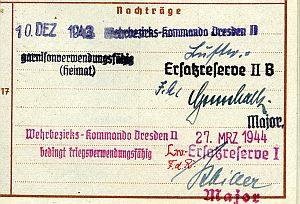 Nachträge
10. DEZ 1943 Wehrbezirks-Kommando Dresden II
garnisonverwendungsfähig
(Heimat)
Luftw.
Ersatzreserve II B
17
Major.
Wehrbezirks-Kommando Dresden II
bedingt kriegsverwendungsfähig
27. MRZ 1944
Ersatzreserve I
F.d.R.
Major